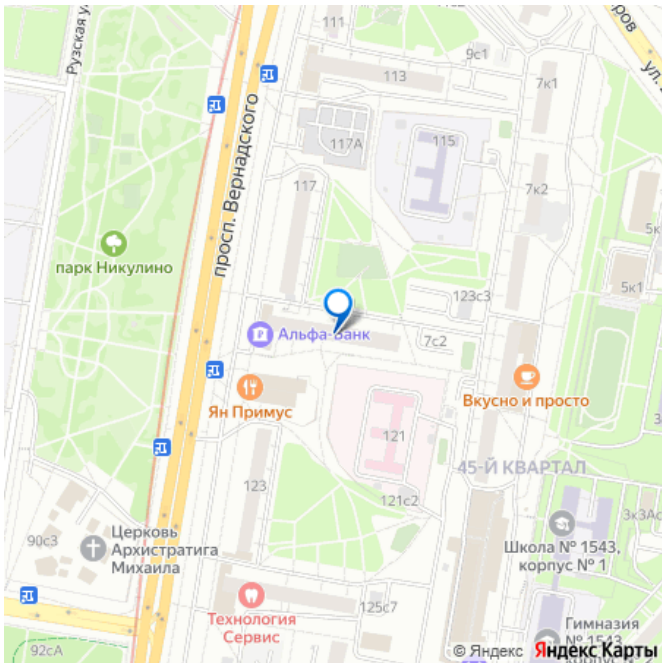 Рузская
111
9с1
113
7к1
ул.
просп. Вернадского
117А
115
117
7к2
5к
парк Никулино
5к1
123с3
Альфа-Банк
7с2
Ян Примус
Вкусно и просто
121
45-Й КВАРТАЛ
123
121с2
3к3Ас
90с3
Церковь
Архистратига
Михаила
Школа № 1543,
корпус № 1
Технология
Сервис
125с7
Гимназия
№ 1543
92сА
© Яндекс Яндекс Карты